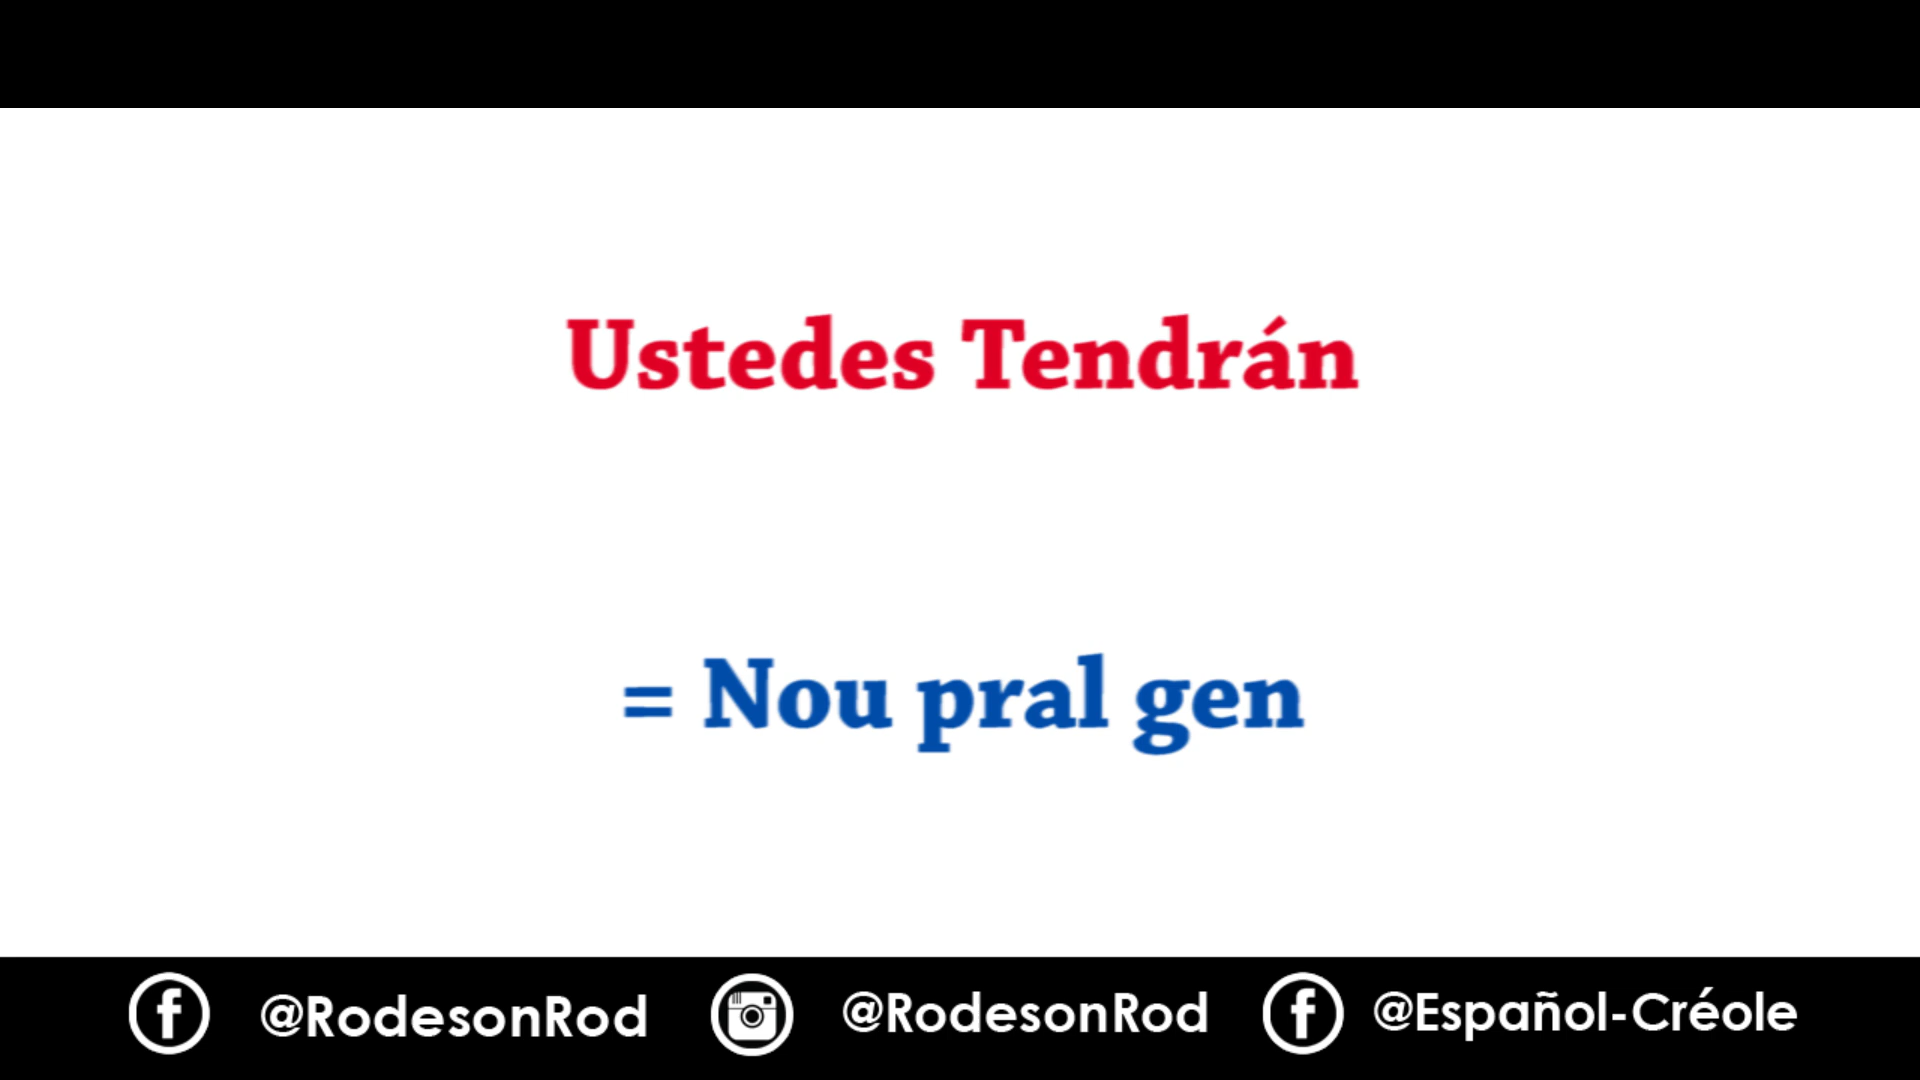 Ustedes Tendrán
= Nou pral gen
@RodesonRod @RodesonRod @Español-Créole